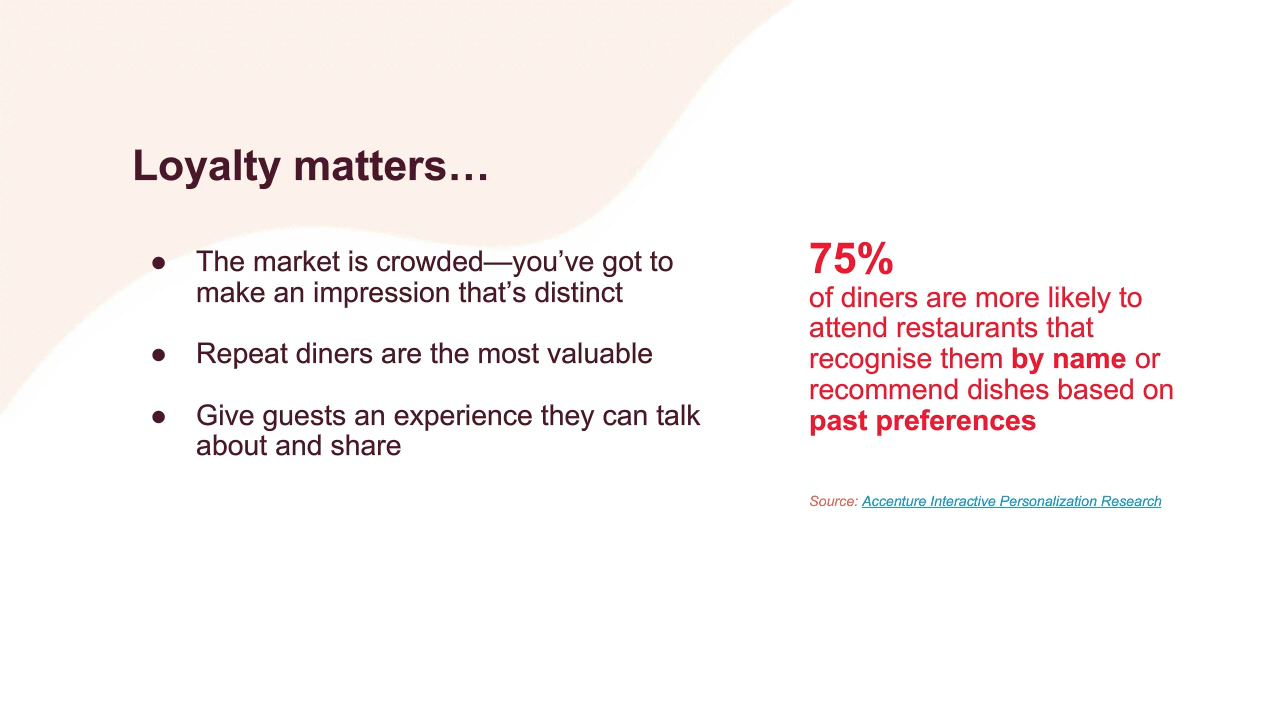 Loyalty matters…
● The market is crowded—you’ve got to
make an impression that’s distinct
● Repeat diners are the most valuable
● Give guests an experience they can talk
about and share
75%
of diners are more likely to
attend restaurants that
recognise them by name or
recommend dishes based on
past preferences
Source: Accenture Interactive Personalization Research